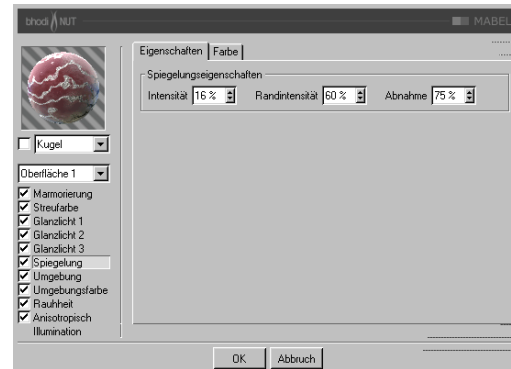 bhodi NUT
MABEL
Eigenschaften Farbe
Spiegelungseigenschaften
Intensität 16 % Randintensität 60 % Abnahme 75 %
Kugel
Oberfläche 1
Marmorierung
Streufarbe
Glanzlicht 1
Glanzlicht 2
Glanzlicht 3
Spiegelung
Umgebung
Umgebungsfarbe
Rauhheit
Anisotropisch
Illumination
OK Abbruch